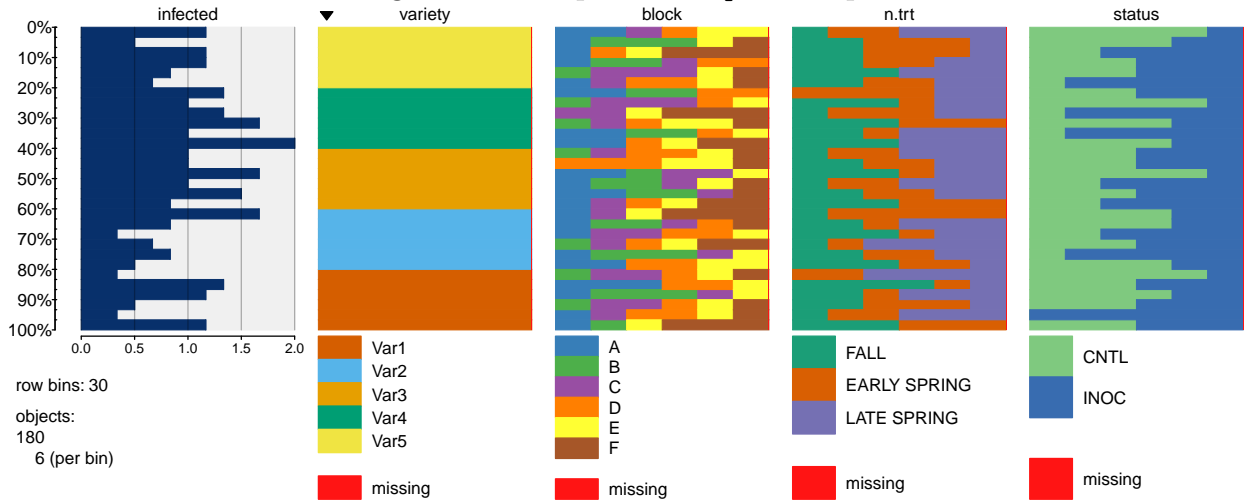 infected
variety
block
n.trt
status
0%
10%
20%
30%
40%
50%
60%
70%
80%
90%
100%
0.0 0.5 1.0 1.5 2.0
row bins: 30
objects:
180
6 (per bin)
Var1
Var2
Var3
Var4
Var5
missing
A
B
C
D
E
F
missing
FALL
EARLY SPRING
LATE SPRING
missing
CNTL
INOC
missing